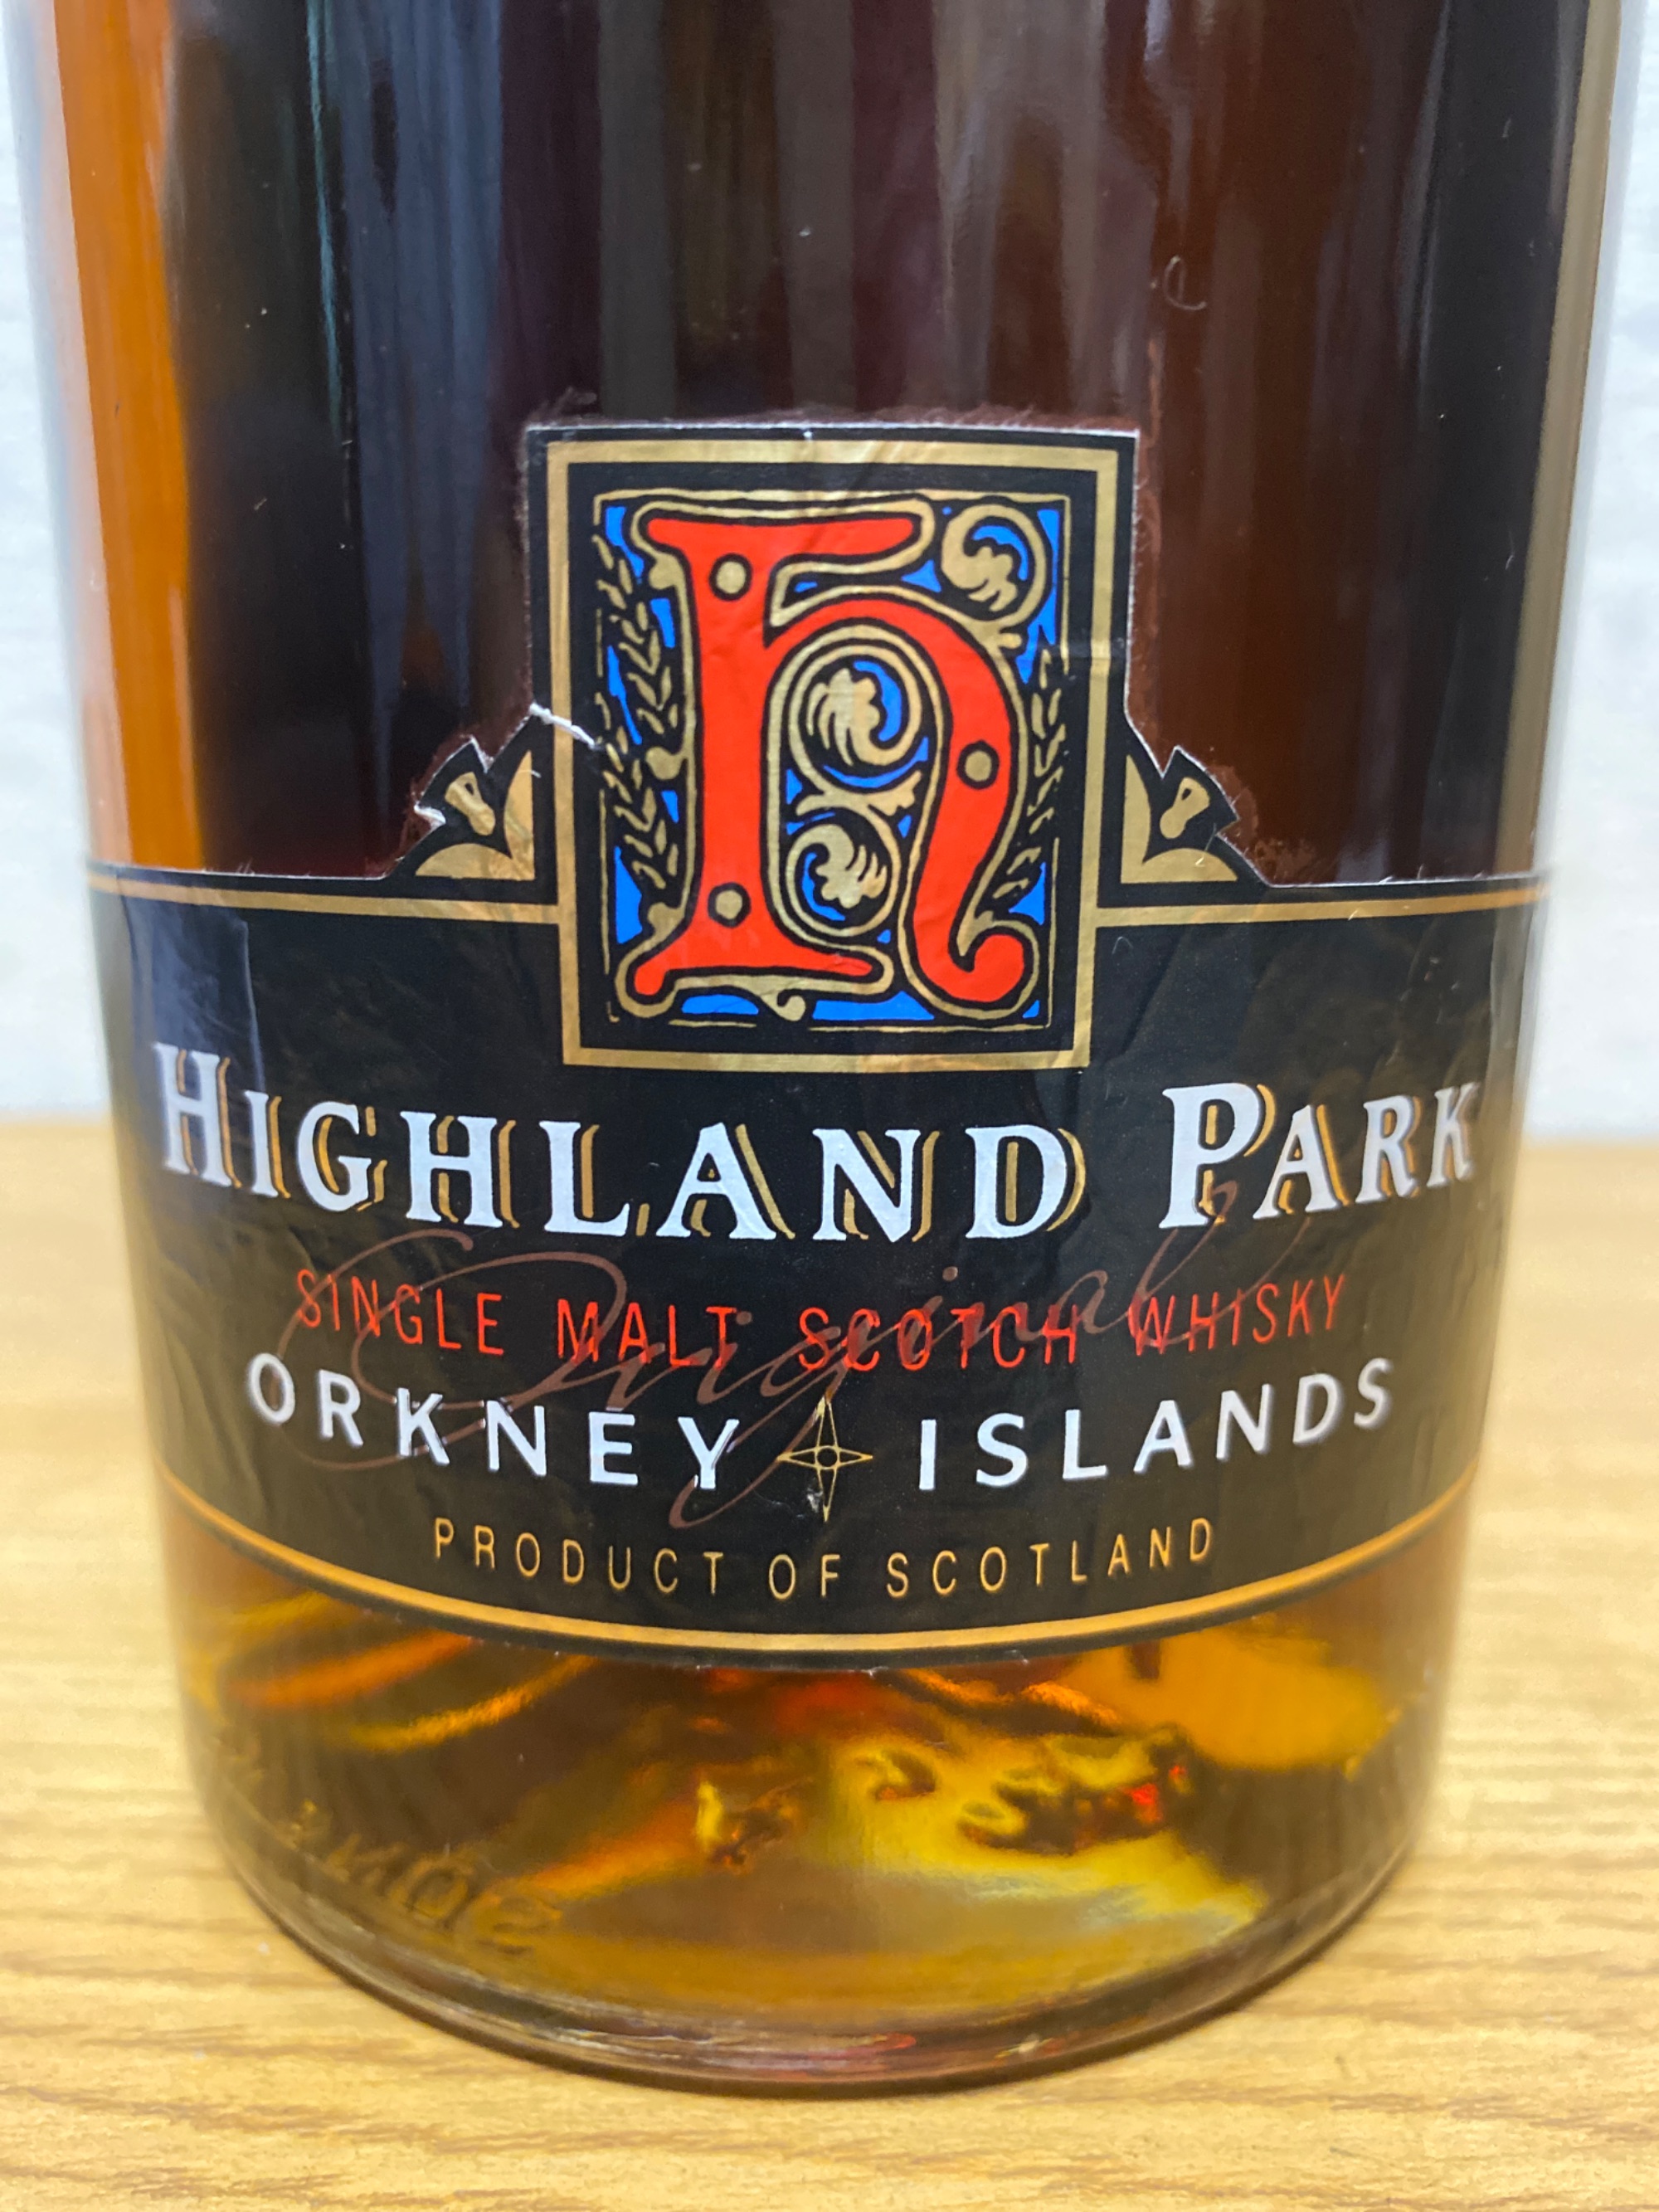 H
HIGHLAND PARK
Original
SINGLE MALT SCOTCH WHISKY
ORKNEY ISLANDS
PRODUCT OF SCOTLAND